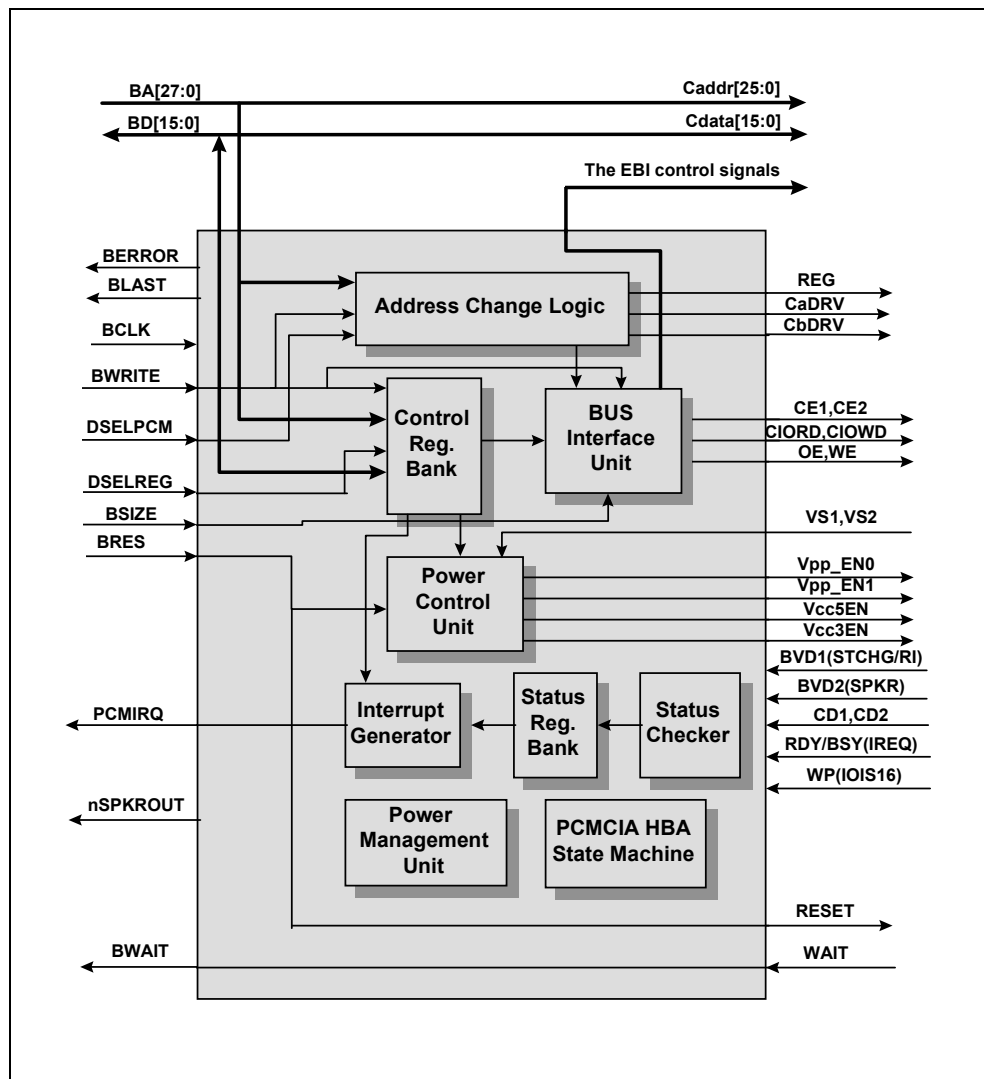 BA[27:0]
Caddr[25:0]
BD[15:0]
Cdata[15:0]
The EBI control signals
BERROR
BLAST
BCLK
BWRITE
DSELPCM
DSELREG
BSIZE
BRES
PCMIRQ
nSPKROUT
BWAIT
Address Change Logic
Control
Reg.
Bank
BUS
Interface
Unit
Power
Control
Unit
Interrupt
Generator
Status
Reg.
Bank
Status
Checker
Power
Management
Unit
PCMCIA HBA
State Machine
REG
CaDRV
CbDRV
CE1,CE2
CIORD,CIOWD
OE,WE
VS1,VS2
Vpp_EN0
Vpp_EN1
Vcc5EN
Vcc3EN
BVD1(STCHG/RI)
BVD2(SPKR)
CD1,CD2
RDY/BSY(IREQ)
WP(IOIS16)
RESET
WAIT